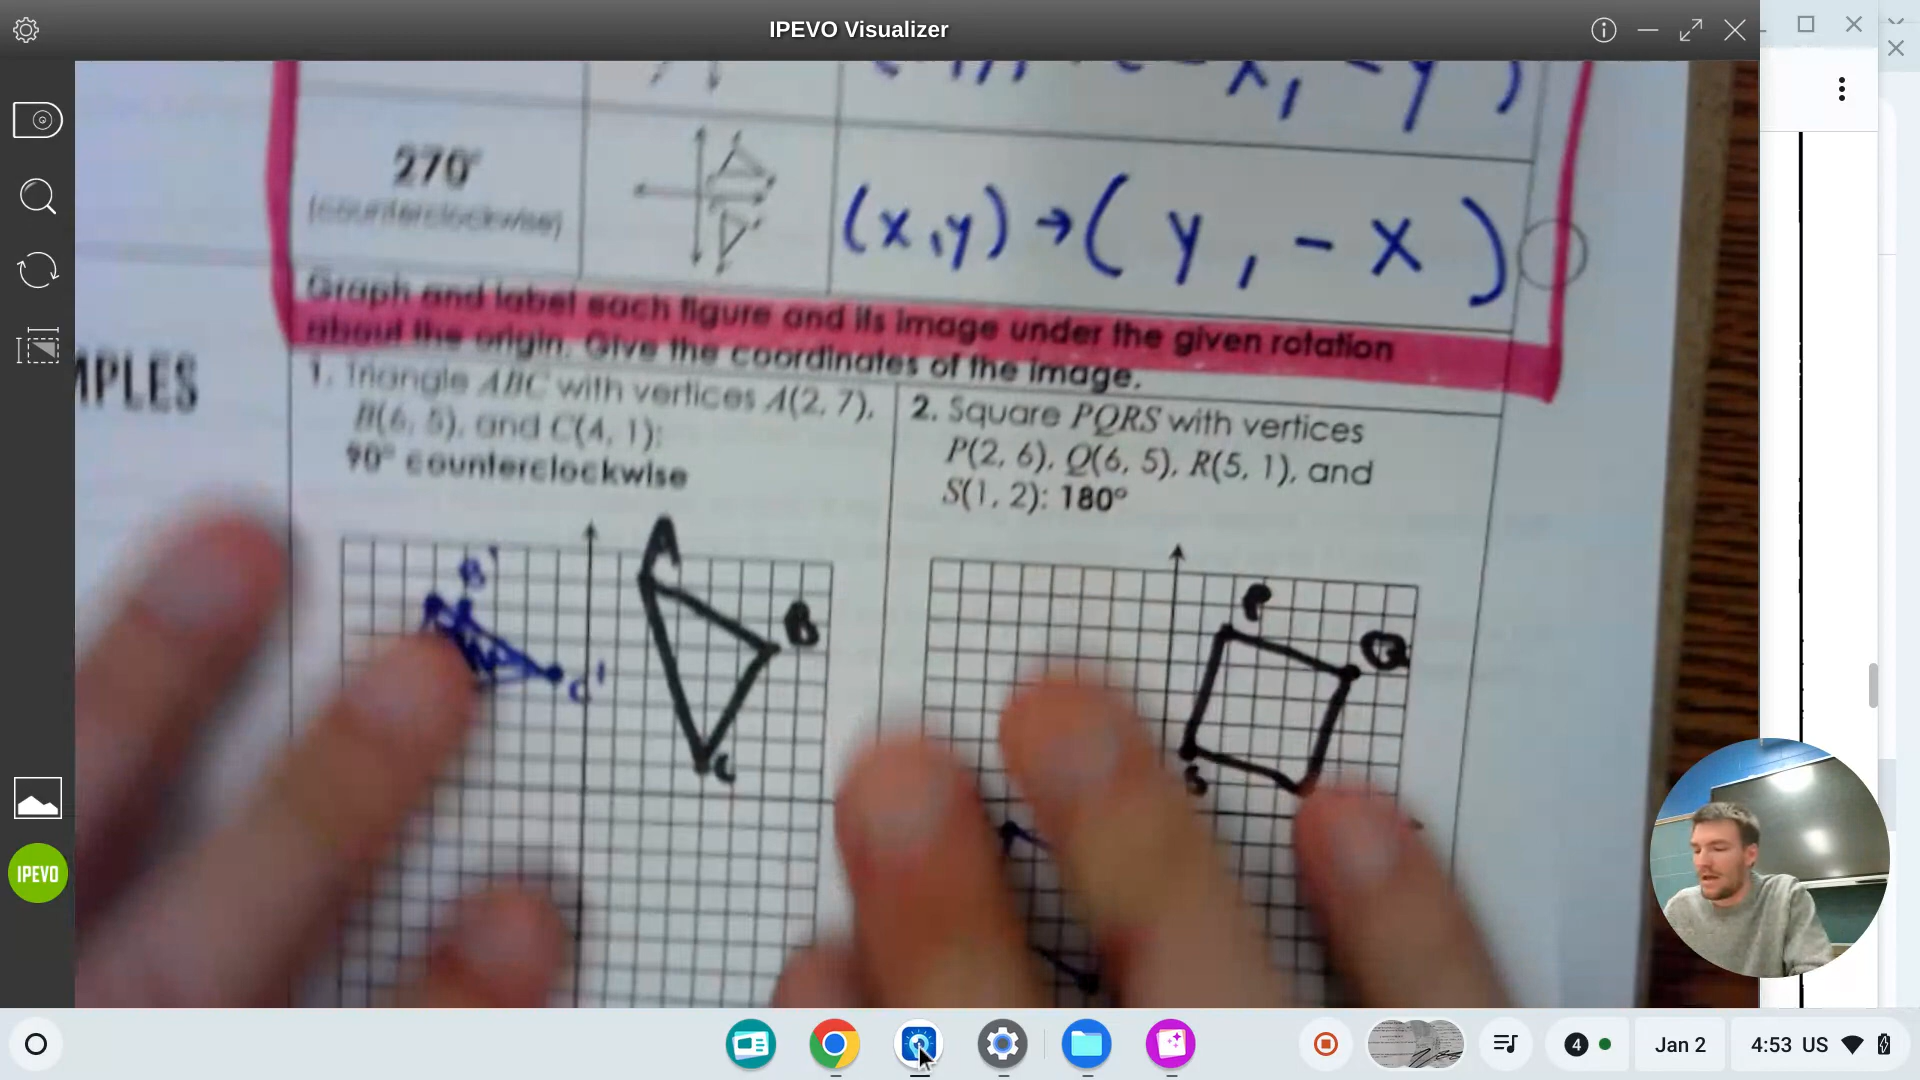 IPEVO Visualizer
270°
(counterclockwise)
(x,y)→( y, - x )
Graph and label each figure and its image under the given rotation
about the origin. Give the coordinates of the image.
MPLES
1. Triangle ABC with vertices A(2, 7),
B(6, 5), and C(4, 1):
90° counterclockwise
2. Square PQRS with vertices
P(2, 6), Q(6, 5), R(5, 1), and
S(1, 2): 180°
A
B
C
B'
C'
P
Q
S
IPEVO
4
Jan 2
4:53 US